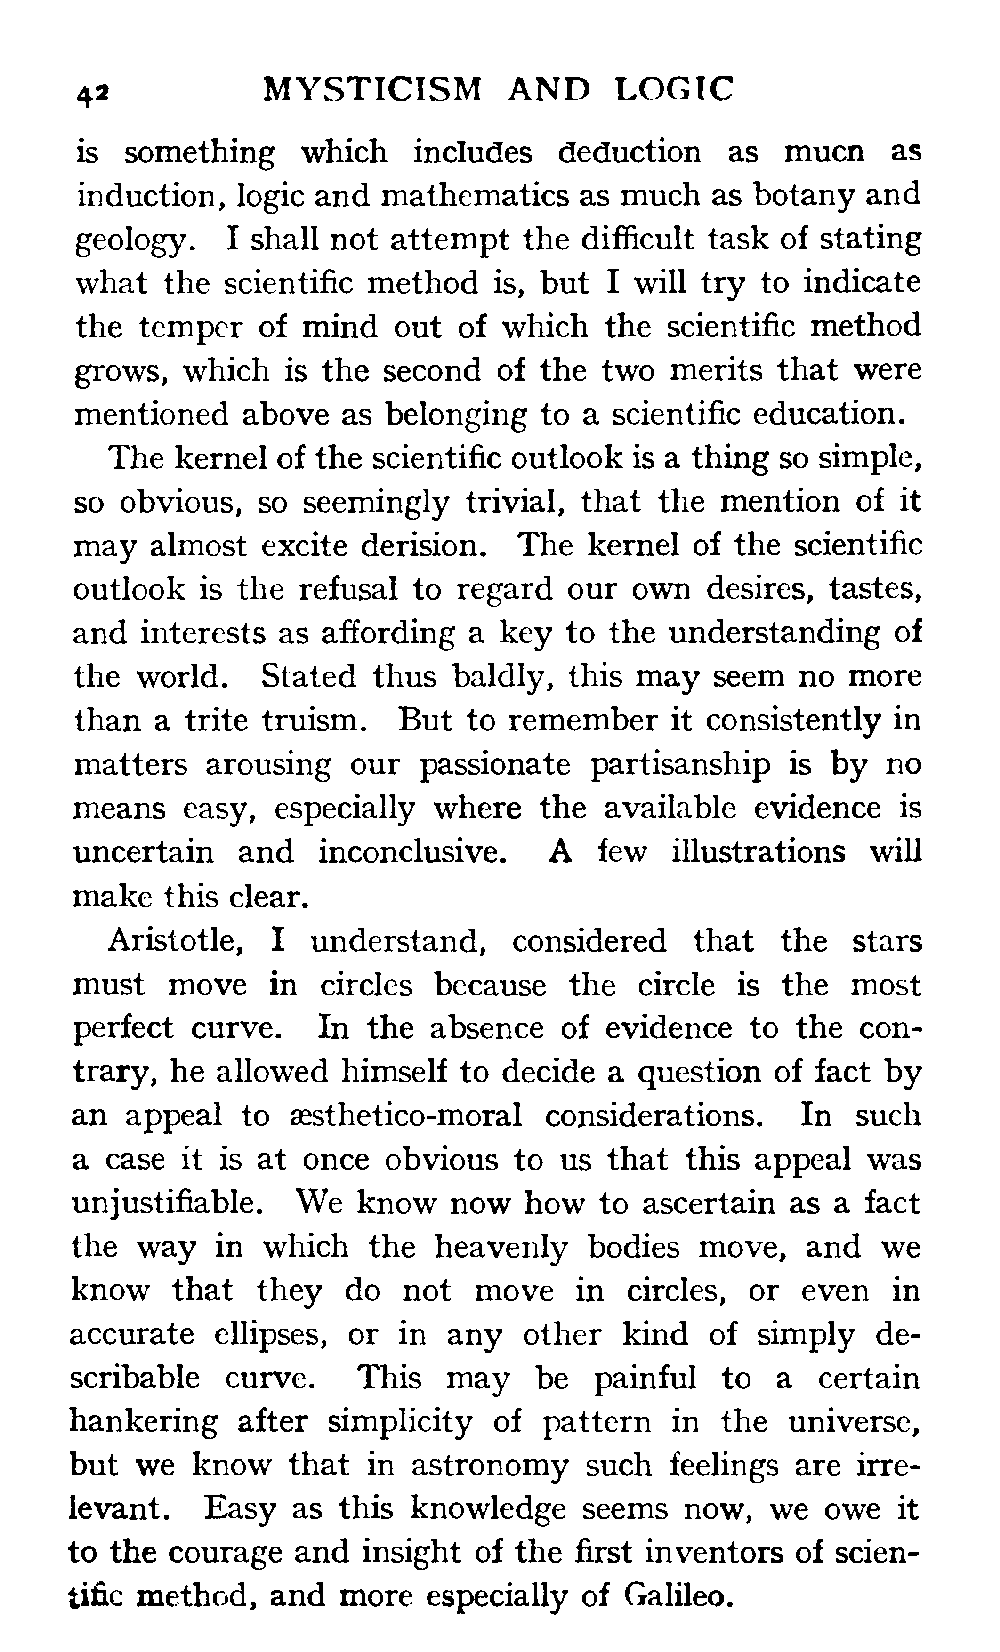 42 MYSTICISM AND LOGIC
is something which includes deduction as much as
induction, logic and mathematics as much as botany and
geology. I shall not attempt the difficult task of stating
what the scientific method is, but I will try to indicate
the temper of mind out of which the scientific method
grows, which is the second of the two merits that were
mentioned above as belonging to a scientific education.
The kernel of the scientific outlook is a thing so simple,
so obvious, so seemingly trivial, that the mention of it
may almost excite derision. The kernel of the scientific
outlook is the refusal to regard our own desires, tastes,
and interests as affording a key to the understanding of
the world. Stated thus baldly, this may seem no more
than a trite truism. But to remember it consistently in
matters arousing our passionate partisanship is by no
means easy, especially where the available evidence is
uncertain and inconclusive. A few illustrations will
make this clear.
Aristotle, I understand, considered that the stars
must move in circles because the circle is the most
perfect curve. In the absence of evidence to the con-
trary, he allowed himself to decide a question of fact by
an appeal to æsthetico-moral considerations. In such
a case it is at once obvious to us that this appeal was
unjustifiable. We know now how to ascertain as a fact
the way in which the heavenly bodies move, and we
know that they do not move in circles, or even in
accurate ellipses, or in any other kind of simply de-
scribable curve. This may be painful to a certain
hankering after simplicity of pattern in the universe,
but we know that in astronomy such feelings are irre-
levant. Easy as this knowledge seems now, we owe it
to the courage and insight of the first inventors of scien-
tific method, and more especially of Galileo.